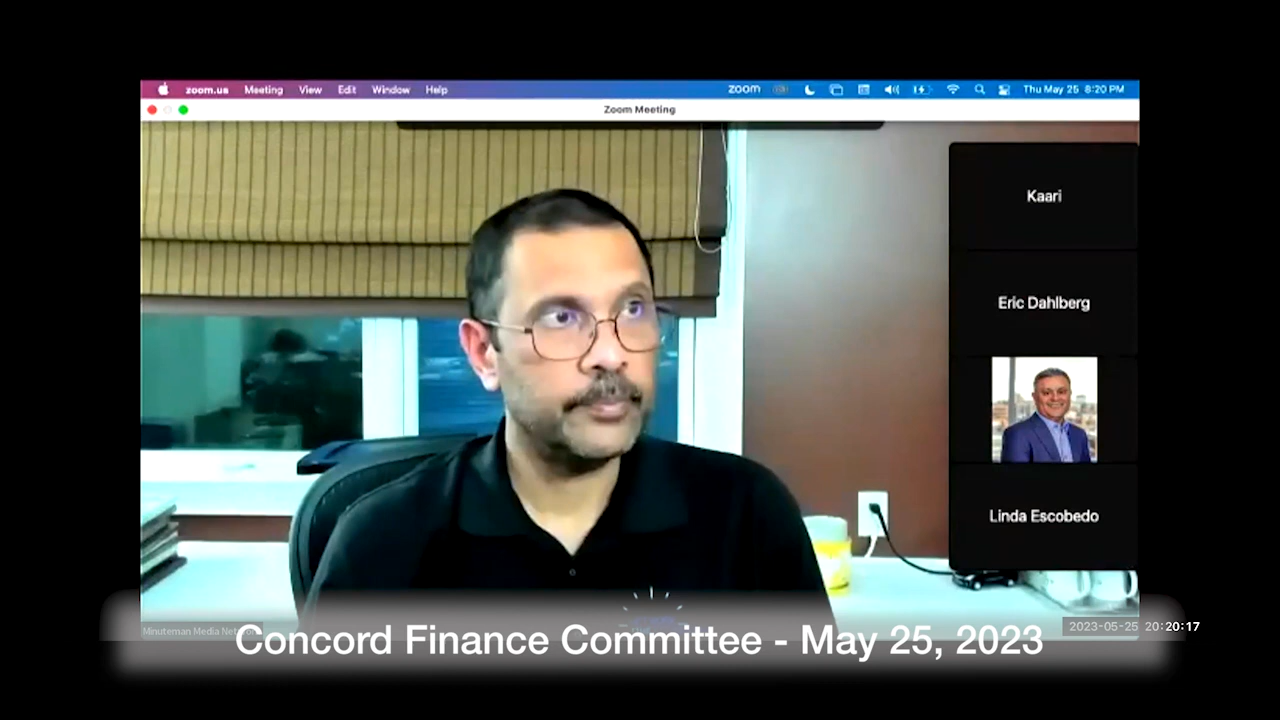 zoom.us Meeting View Edit Window Help zoom Thu May 25 8:20 PM
Zoom Meeting
Kaari
Eric Dahlberg
Linda Escobedo
Minuteman Media Net
2023-05-25 20:20:17
Concord Finance Committee - May 25, 2023